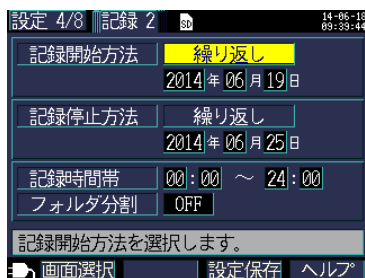 設定 4/8 記録 2 SD 14-06-18
09:39:44
記録開始方法 繰り返し
2014年06月19日
記録停止方法 繰り返し
2014年06月25日
記録時間帯 00:00 ～ 24:00
フォルダ分割 OFF
記録開始方法を選択します。
画面選択 設定保存 ヘルプ